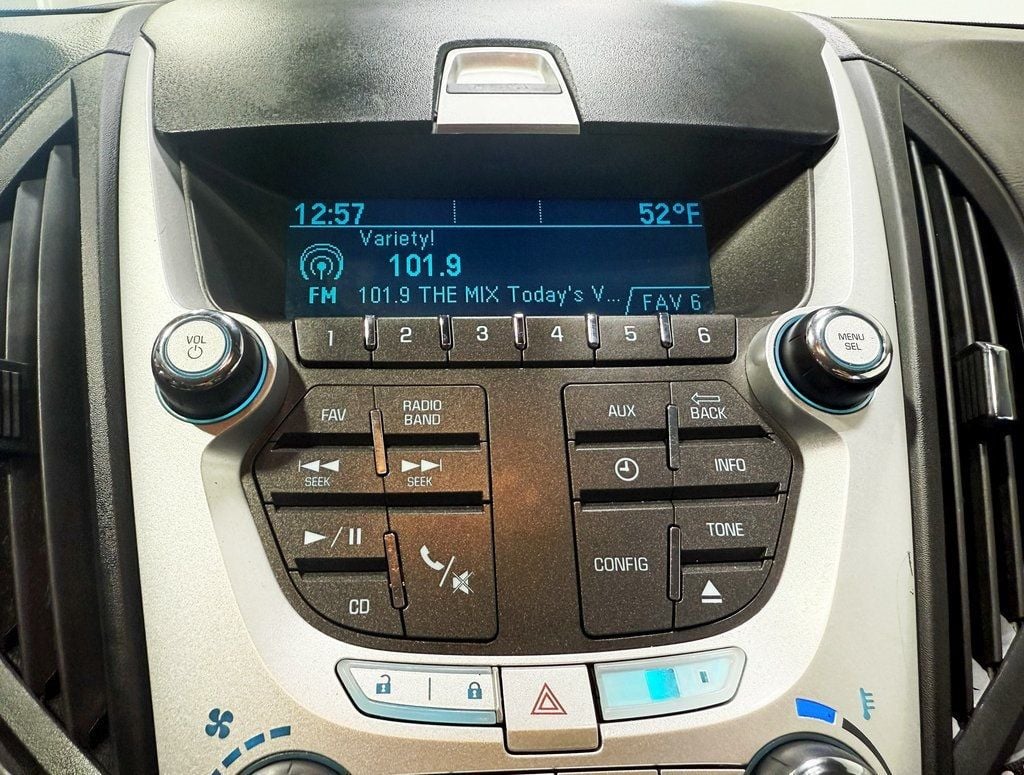 12:57 52°F
Variety!
101.9
FM 101.9 THE MIX Today's V... FAV 6
1 2 3 4 5 6
VOL
MENU
SEL
FAV RADIO
BAND
AUX BACK
SEEK SEEK
INFO
TONE
CONFIG
CD